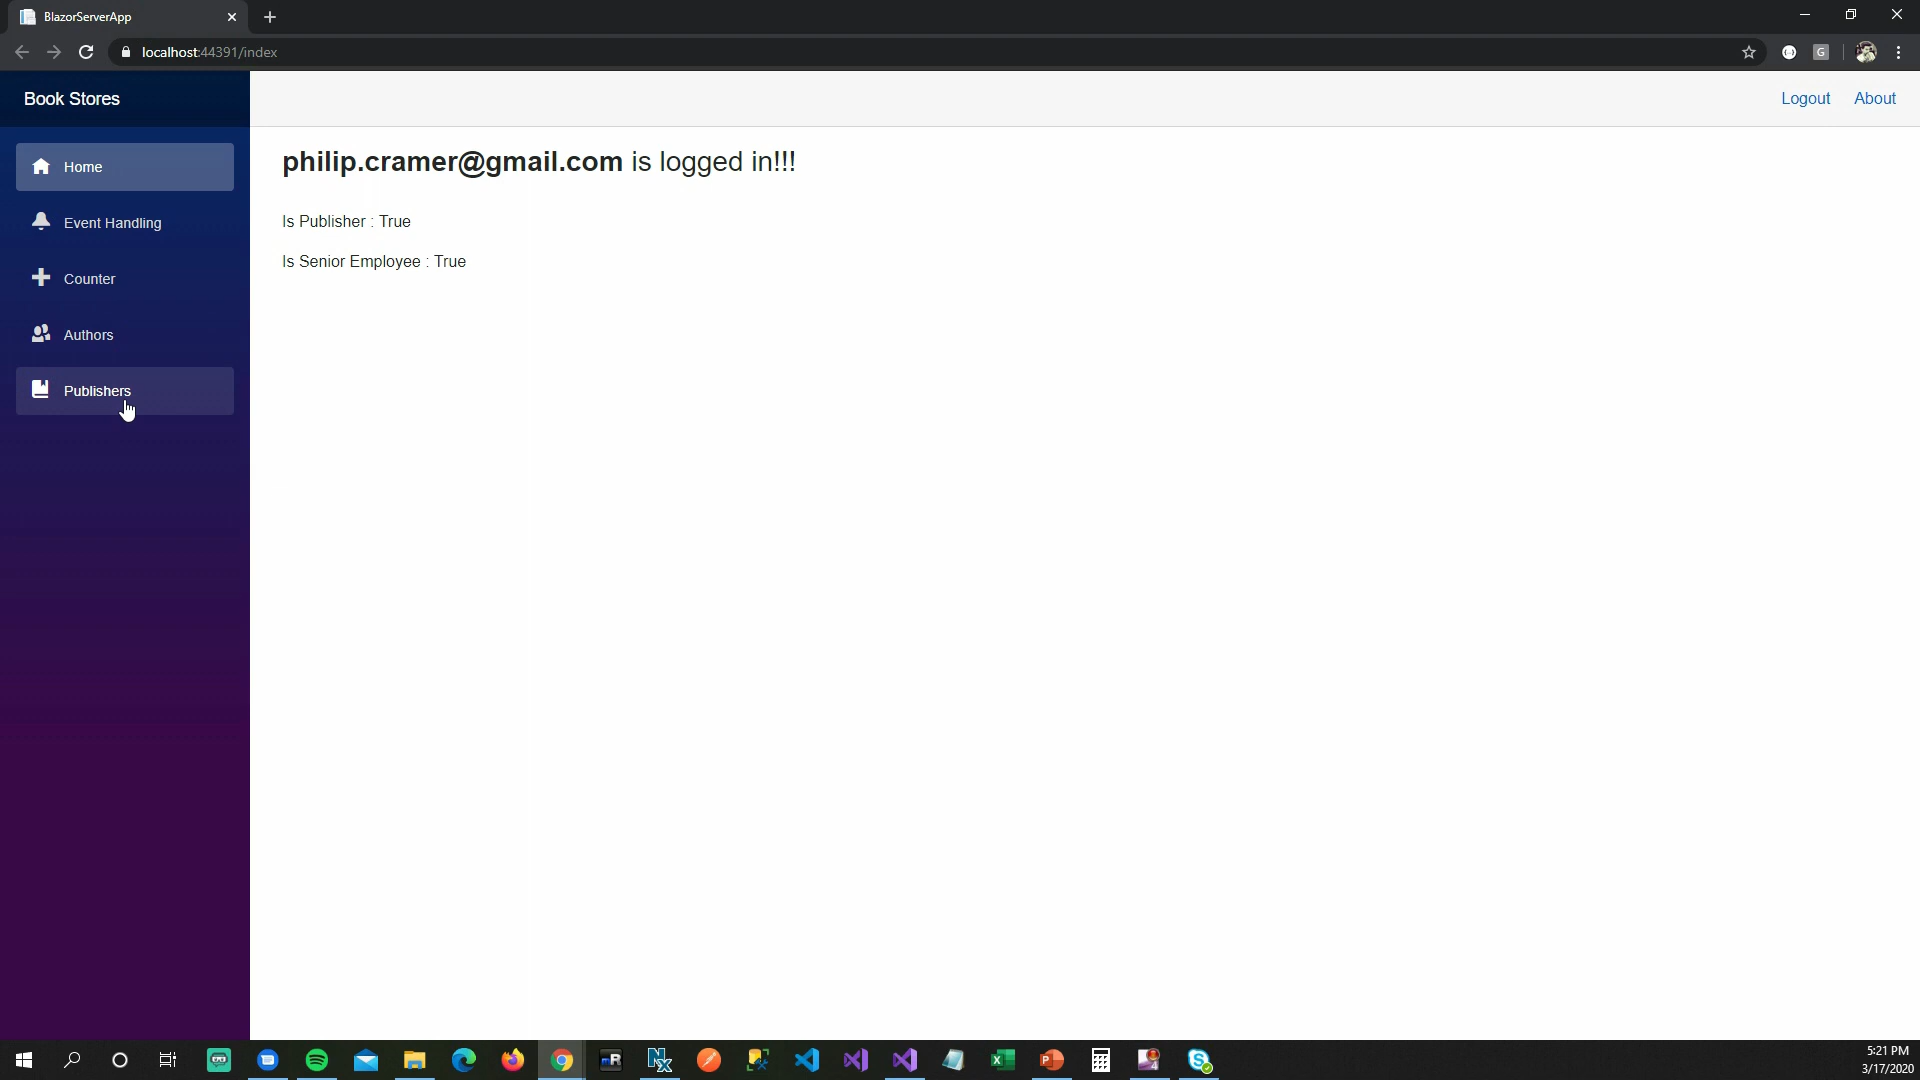 BlazorServerApp
localhost:44391/index
G
Book Stores
Logout About
Home
Event Handling
Counter
Authors
Publishers
philip.cramer@gmail.com is logged in!!!
Is Publisher : True
Is Senior Employee : True
5:21 PM
3/17/2020